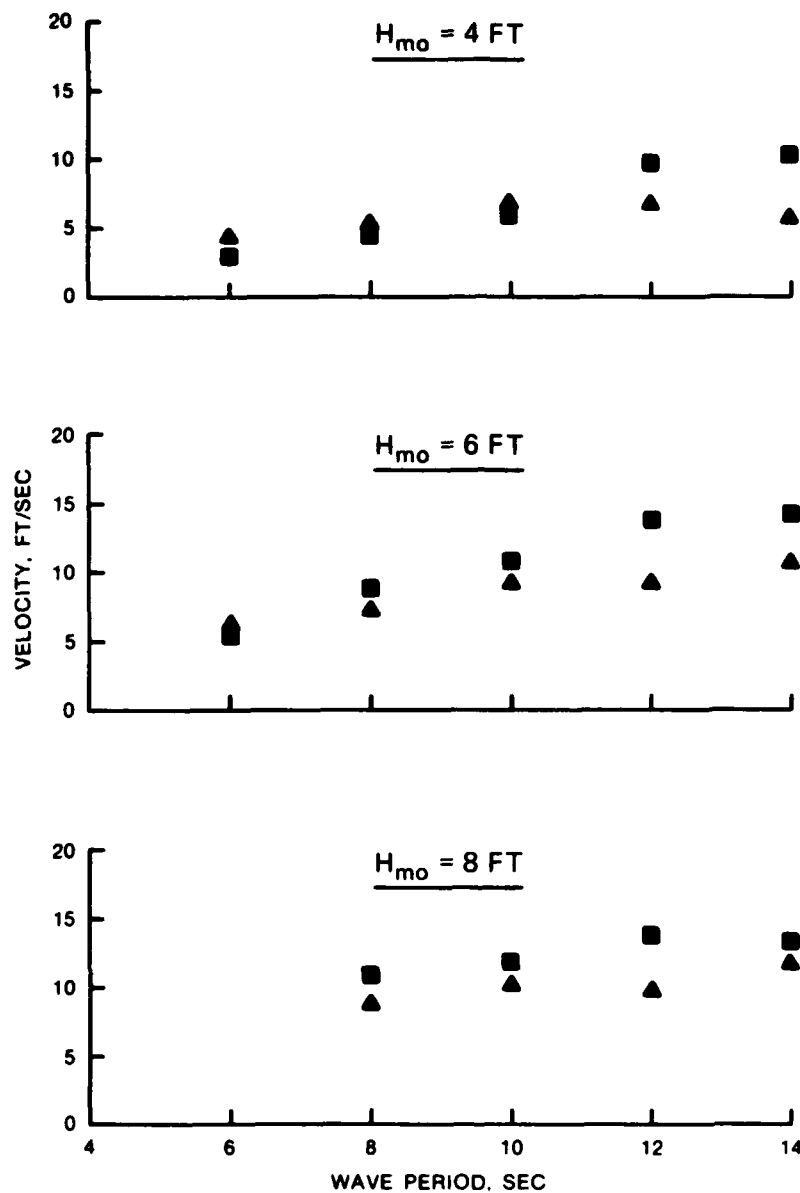 H_mo = 4 FT
20
15
10
5
0
H_mo = 6 FT
20
15
10
5
0
VELOCITY, FT/SEC
H_mo = 8 FT
20
15
10
5
0
4 6 8 10 12 14
WAVE PERIOD, SEC